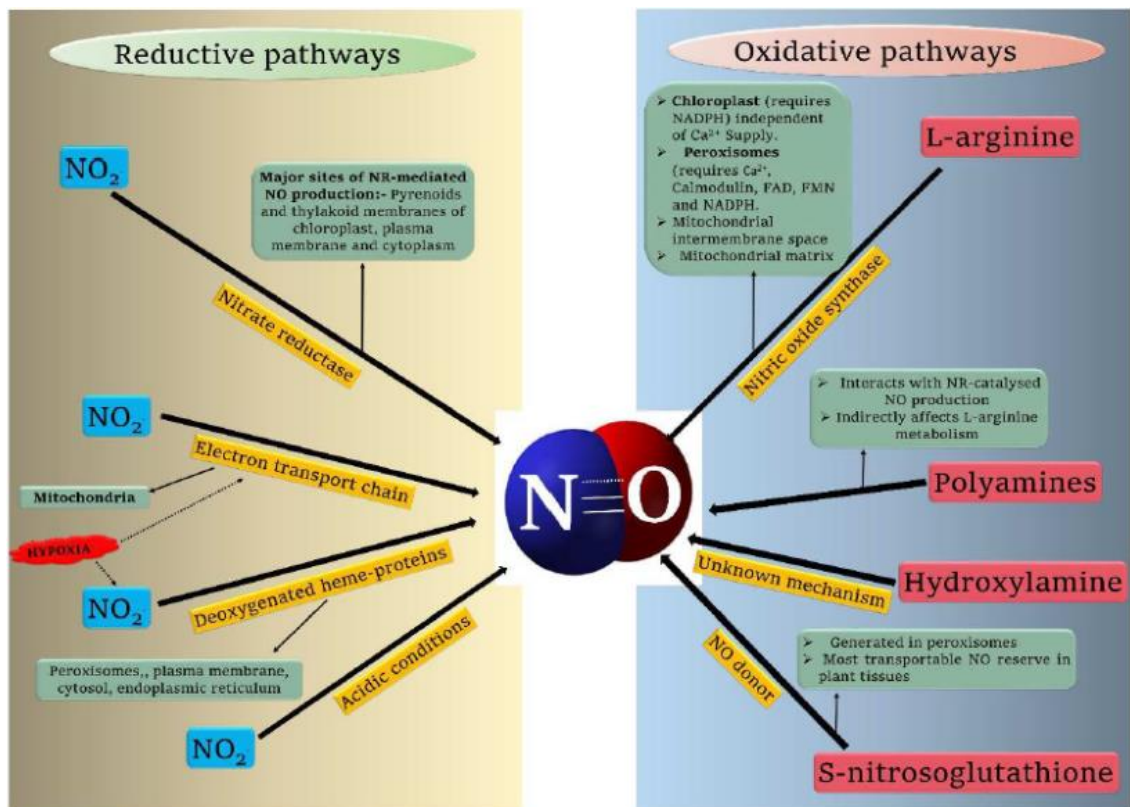 Reductive pathways
NO₂
Major sites of NR-mediated
NO production:- Pyrenoids
and thylakoid membranes of
chloroplast, plasma
membrane and cytoplasm
Nitrate reductase
NO₂
Electron transport chain
Mitochondria
HYPOXIA
NO₂
Deoxygenated heme-proteins
Peroxisomes,, plasma membrane,
cytosol, endoplasmic reticulum
Acidic conditions
NO₂
N=O
Oxidative pathways
➢ Chloroplast (requires
NADPH) independent
of Ca²⁺ Supply.
➢ Peroxisomes
(requires Ca²⁺,
Calmodulin, FAD, FMN
and NADPH.
➢ Mitochondrial
intermembrane space
➢ Mitochondrial matrix
L-arginine
Nitric oxide synthase
➢ Interacts with NR-catalysed
NO production
➢ Indirectly affects L-arginine
metabolism
Polyamines
Unknown mechanism
Hydroxylamine
NO donor
➢ Generated in peroxisomes
➢ Most transportable NO reserve in
plant tissues
S-nitrosoglutathione